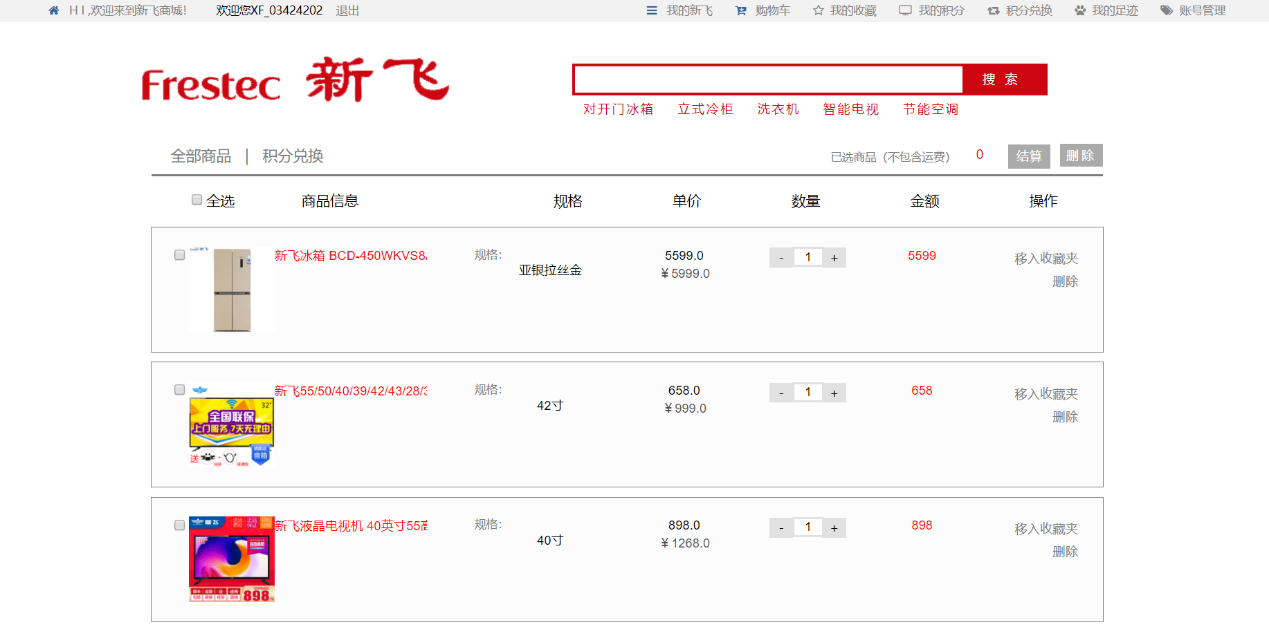 H I ,欢迎来到新飞商城! 欢迎您XF_03424202 退出 我的新飞 购物车 我的收藏 我的积分 积分兑换 我的足迹 账号管理
Frestec 新飞
搜 索
对开门冰箱 立式冷柜 洗衣机 智能电视 节能空调
全部商品 | 积分兑换 已选商品（不包含运费） 0 结算 删除
全选 商品信息 规格 单价 数量 金额 操作
新飞冰箱 BCD-450WKVS8 规格: 亚银拉丝金 5599.0 - 1 + 5599 移入收藏夹
¥ 5999.0 删除
新飞55/50/40/39/42/43/28/3 规格: 42寸 658.0 - 1 + 658 移入收藏夹
¥ 999.0 删除
32"
全国联保
上门服务 7天无理由
送
新飞液晶电视机 40英寸55高 规格: 40寸 898.0 - 1 + 898 移入收藏夹
¥ 1268.0 删除
新飞
898